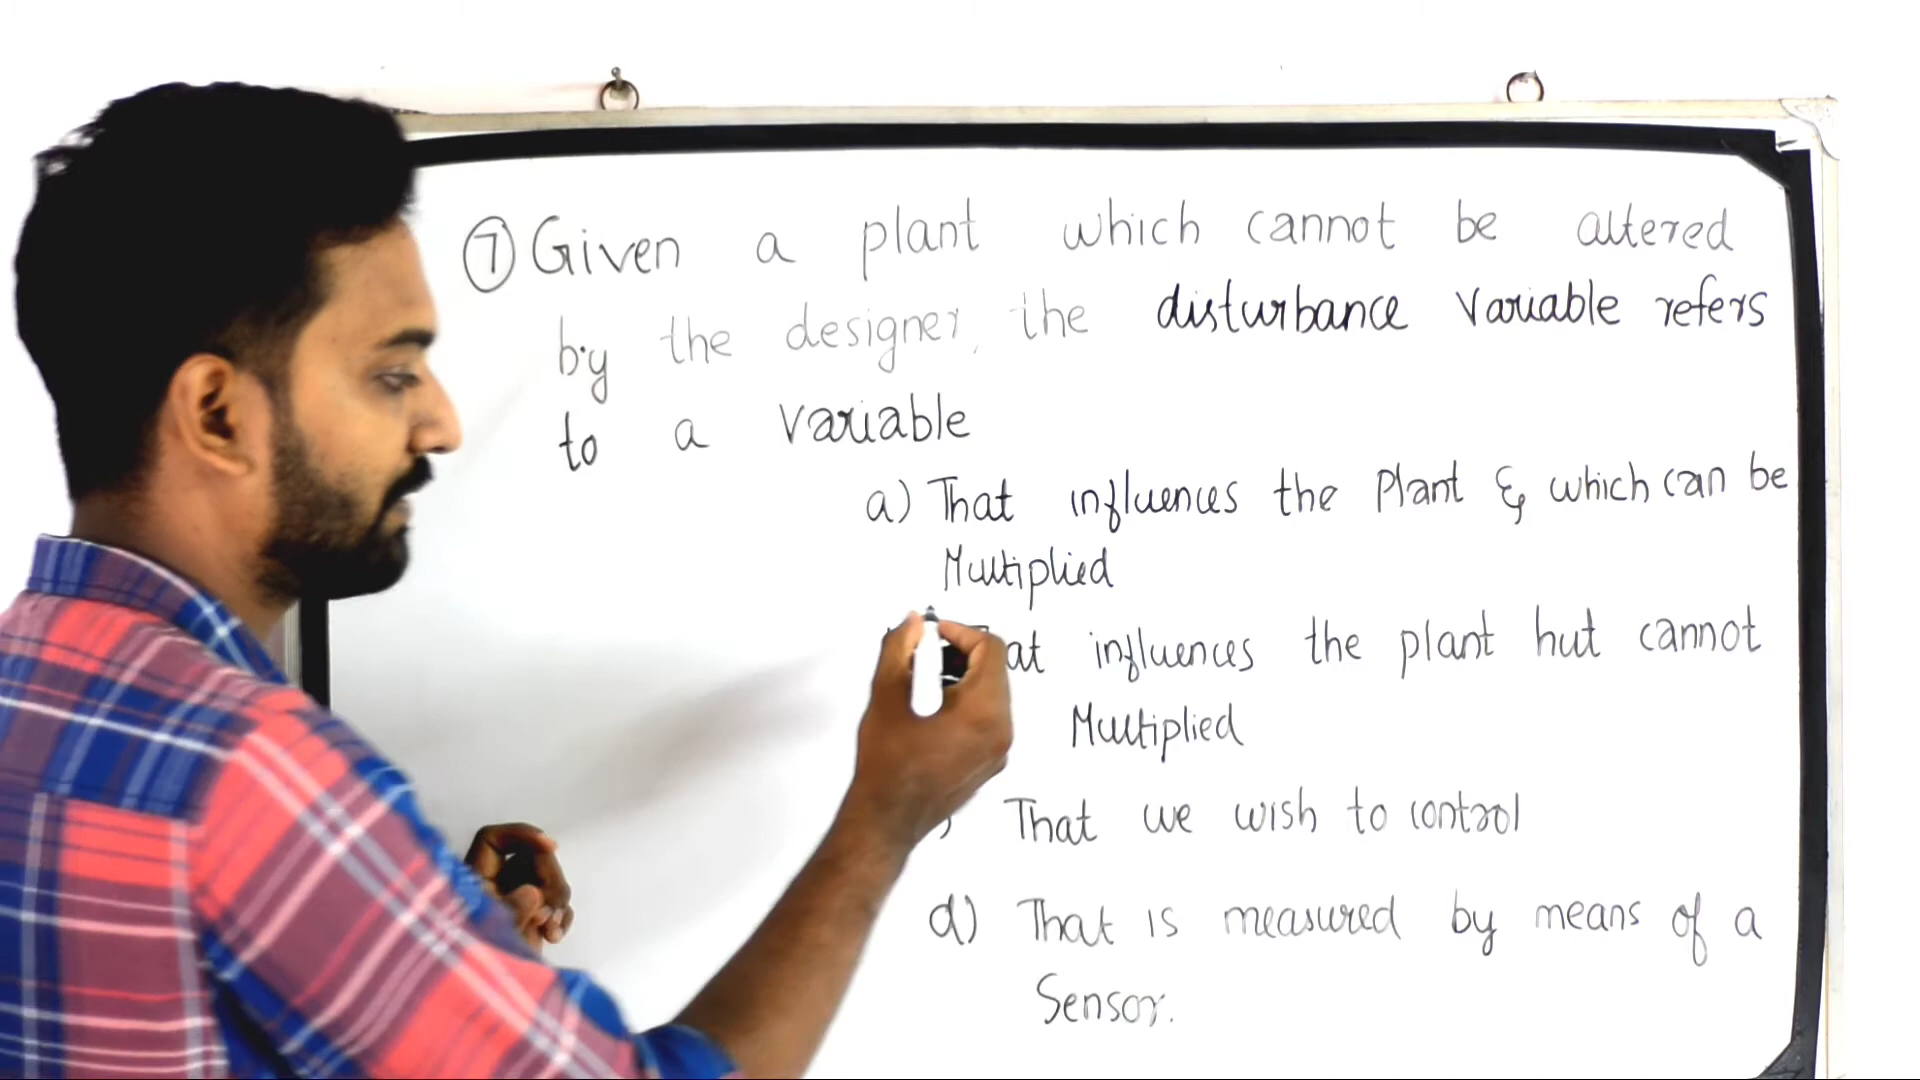 7 Given a plant which cannot be altered
by the designer, the disturbance variable refers
to a variable
a) That influences the Plant & which can be
Multiplied
at influences the plant but cannot
Multiplied
) That we wish to control
d) That is measured by means of a
Sensor.